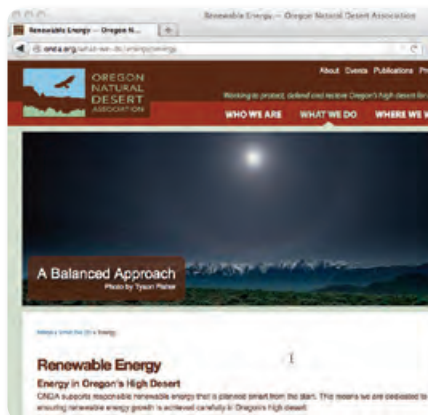 Renewable Energy — Oregon Natural Desert Association
Renewable Energy — Oregon N...
onda.org/what-we-do/energy/energy
OREGON
NATURAL
DESERT
ASSOCIATION
About Events Publications Pr
Working to protect, defend and restore Oregon's high desert for
WHO WE ARE WHAT WE DO WHERE WE W
A Balanced Approach
Photo by Tyson Fisher
Energy
Renewable Energy
Energy in Oregon's High Desert
ONDA supports responsible renewable energy that is planned smart from the start. This means we are dedicated to
ensuring renewable energy growth is achieved carefully in Oregon's high desert.